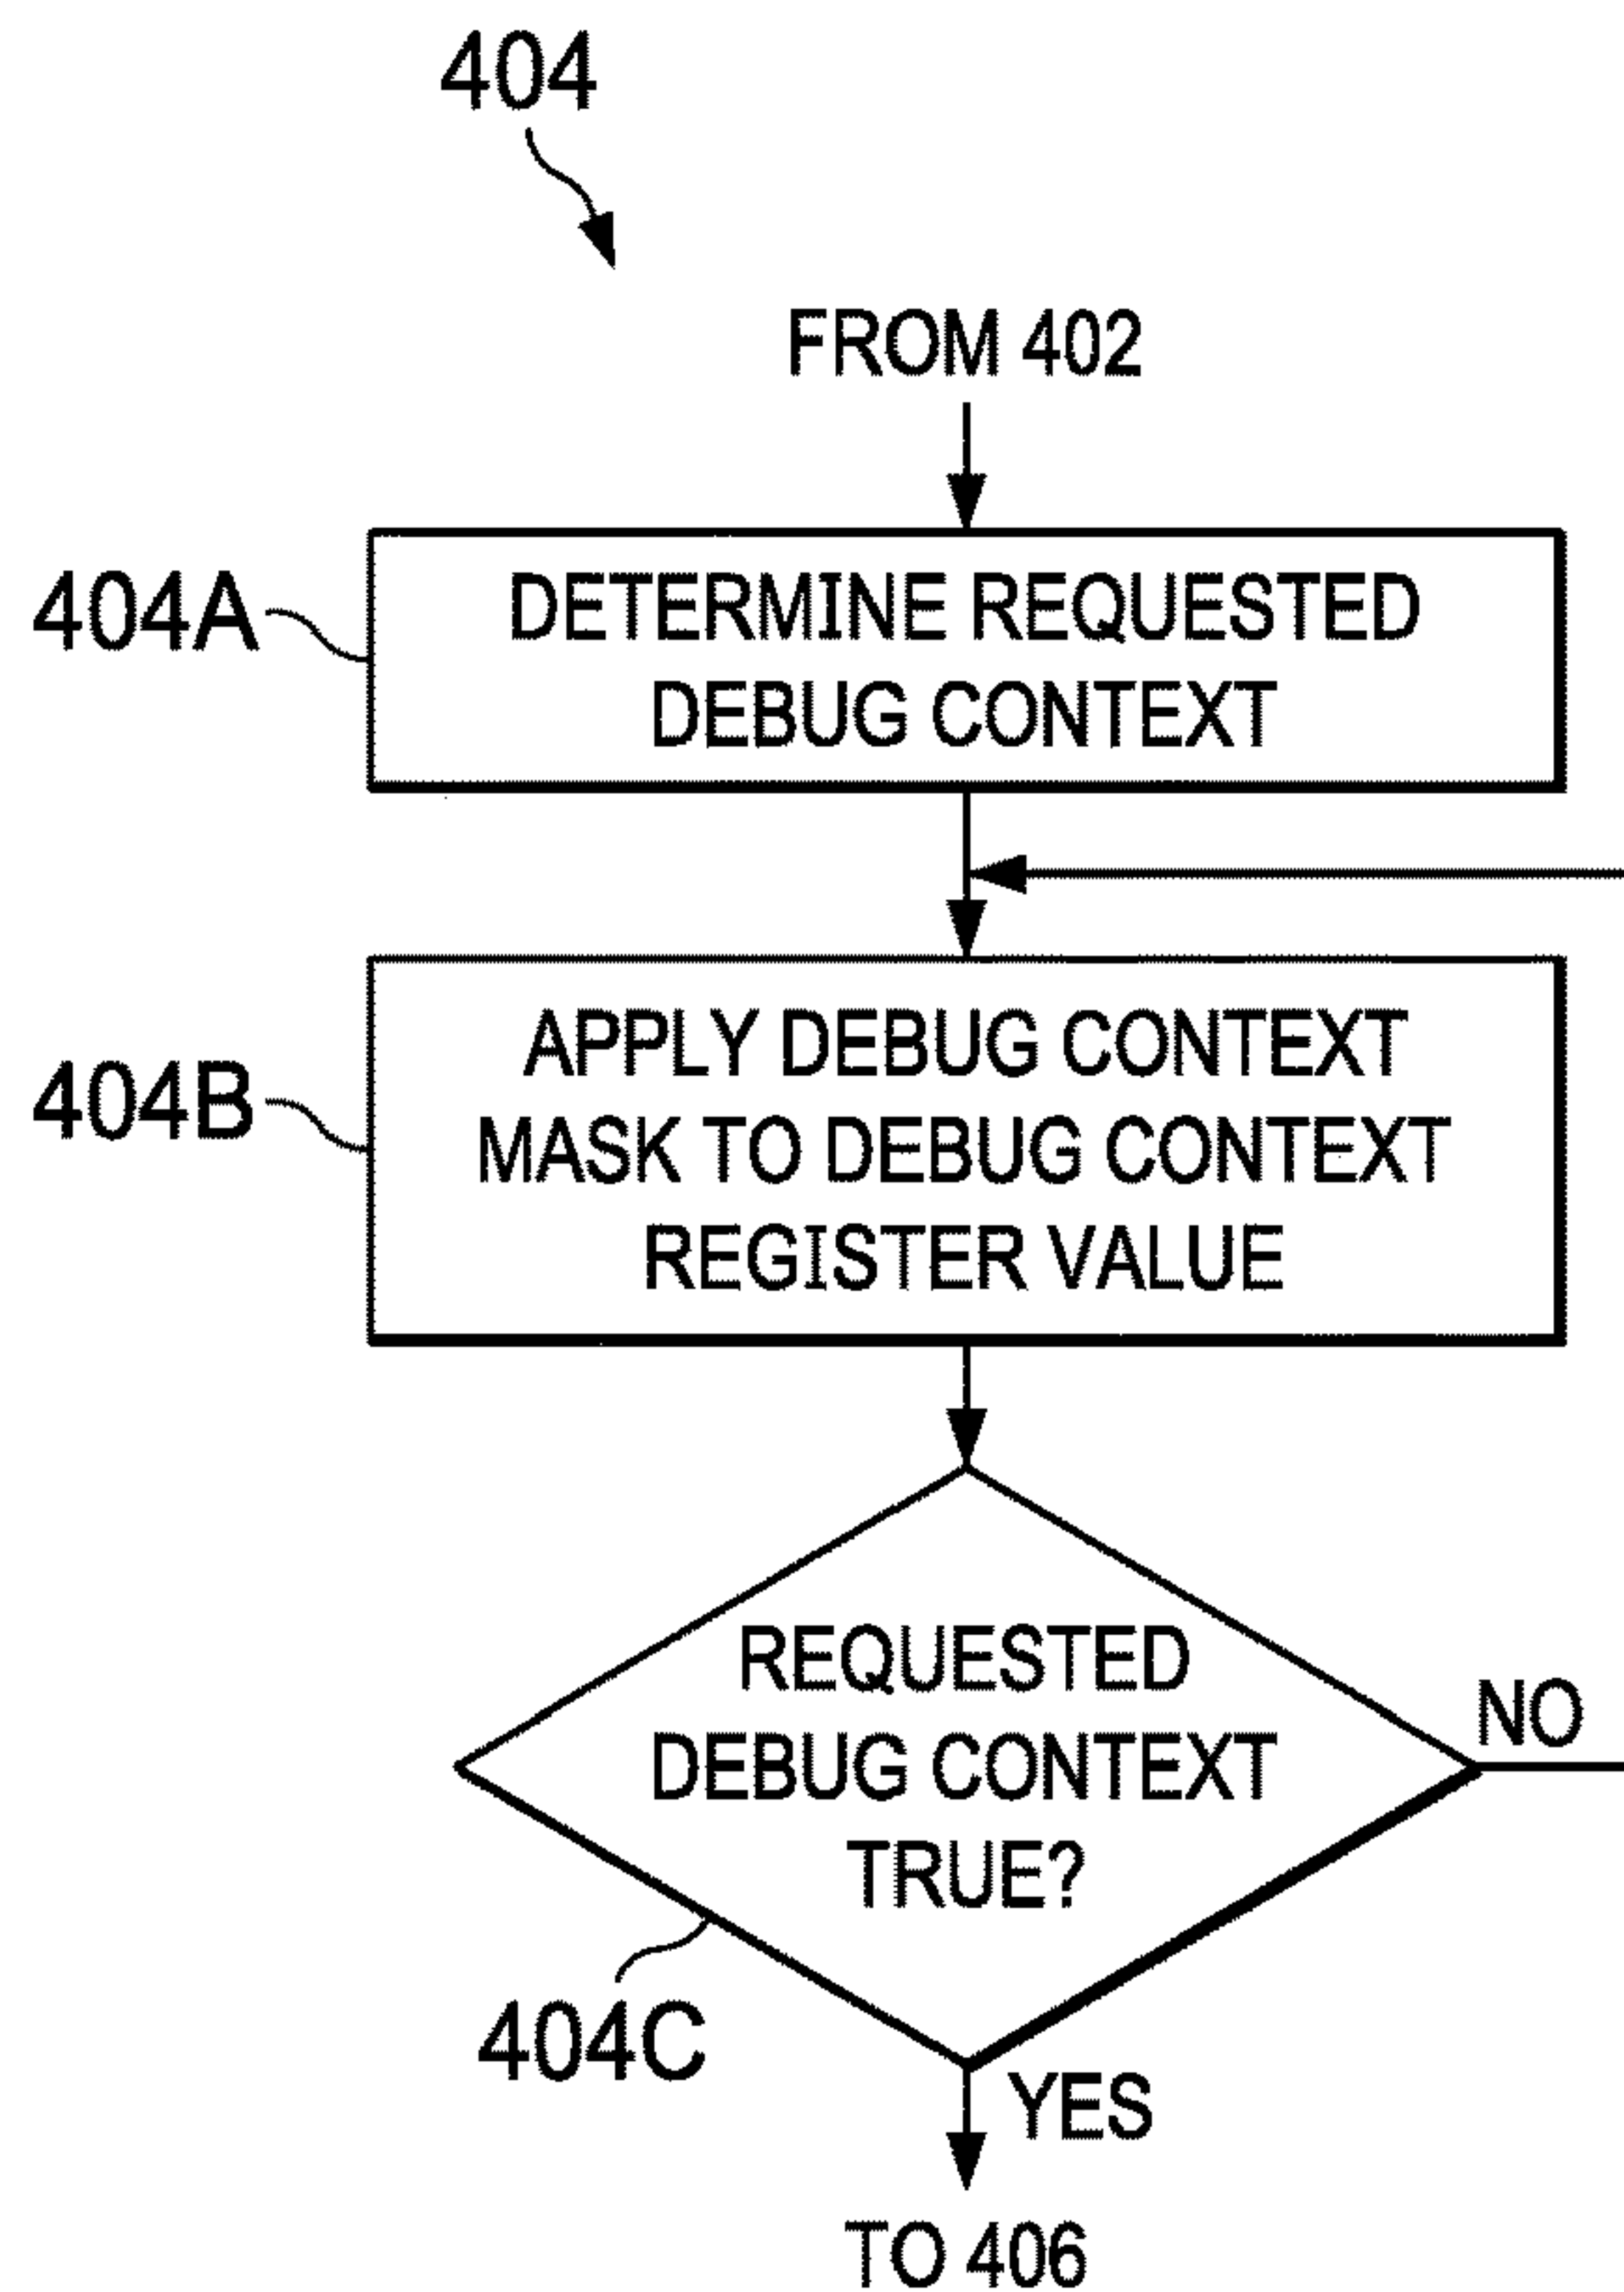 404
FROM 402
404A
DETERMINE REQUESTED
DEBUG CONTEXT
404B
APPLY DEBUG CONTEXT
MASK TO DEBUG CONTEXT
REGISTER VALUE
REQUESTED
DEBUG CONTEXT
TRUE?
NO
404C
YES
TO 406